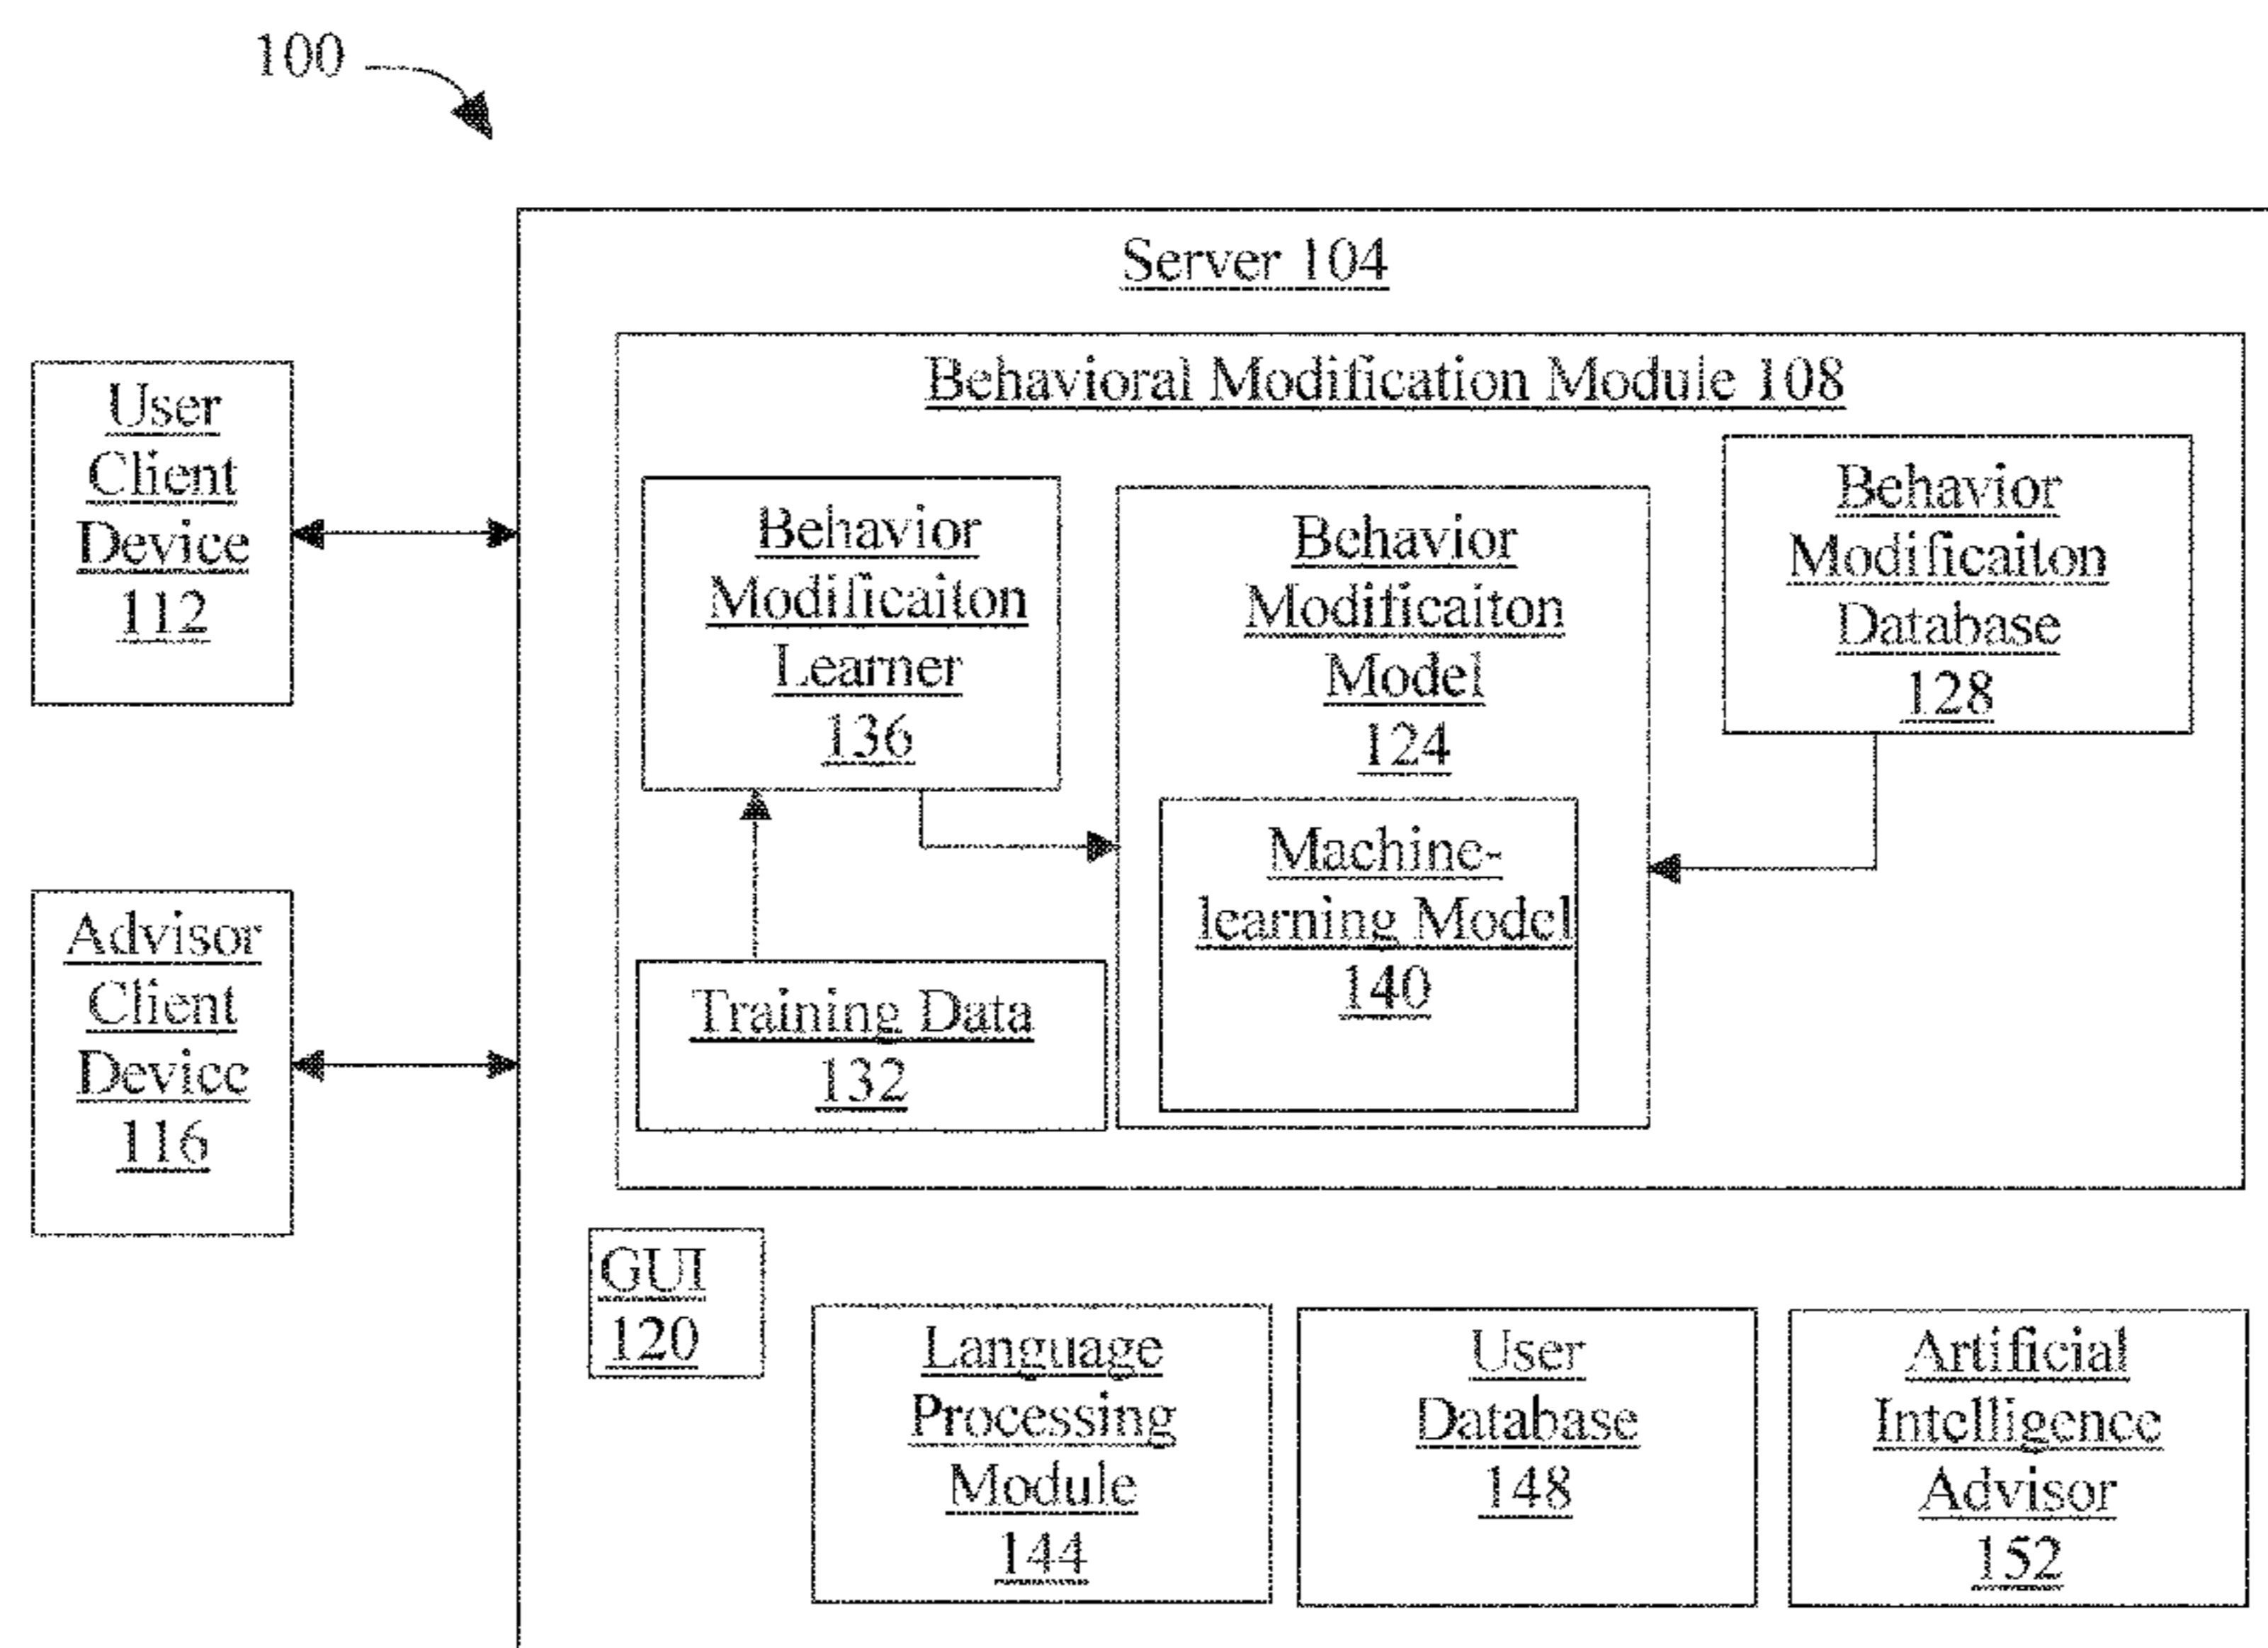 100
Server 104
Behavioral Modification Module 108
User
Client
Device
112
Advisor
Client
Device
116
Behavior
Modificaiton
Learner
136
Training Data
132
Behavior
Modificaiton
Model
124
Machine-
learning Model
140
Behavior
Modificaiton
Database
128
GUI
120
Language
Processing
Module
144
User
Database
148
Artificial
Intelligence
Advisor
152